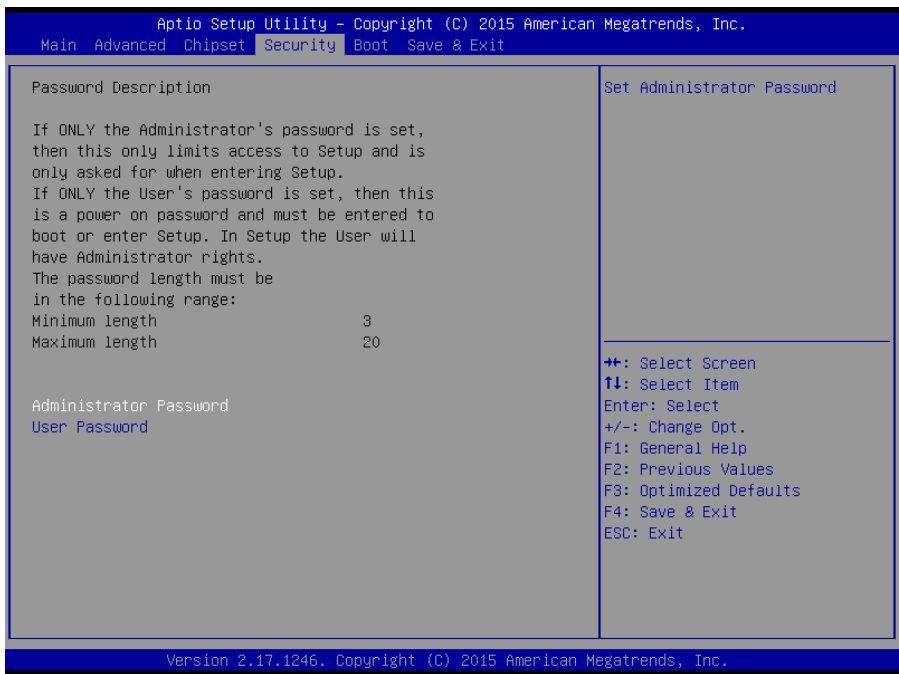 Aptio Setup Utility – Copyright (C) 2015 American Megatrends, Inc.
Main Advanced Chipset Security Boot Save & Exit
Password Description
If ONLY the Administrator's password is set,
then this only limits access to Setup and is
only asked for when entering Setup.
If ONLY the User's password is set, then this
is a power on password and must be entered to
boot or enter Setup. In Setup the User will
have Administrator rights.
The password length must be
in the following range:
Minimum length 3
Maximum length 20
Administrator Password
User Password
Set Administrator Password
→←: Select Screen
↑↓: Select Item
Enter: Select
+/-: Change Opt.
F1: General Help
F2: Previous Values
F3: Optimized Defaults
F4: Save & Exit
ESC: Exit
Version 2.17.1246. Copyright (C) 2015 American Megatrends, Inc.